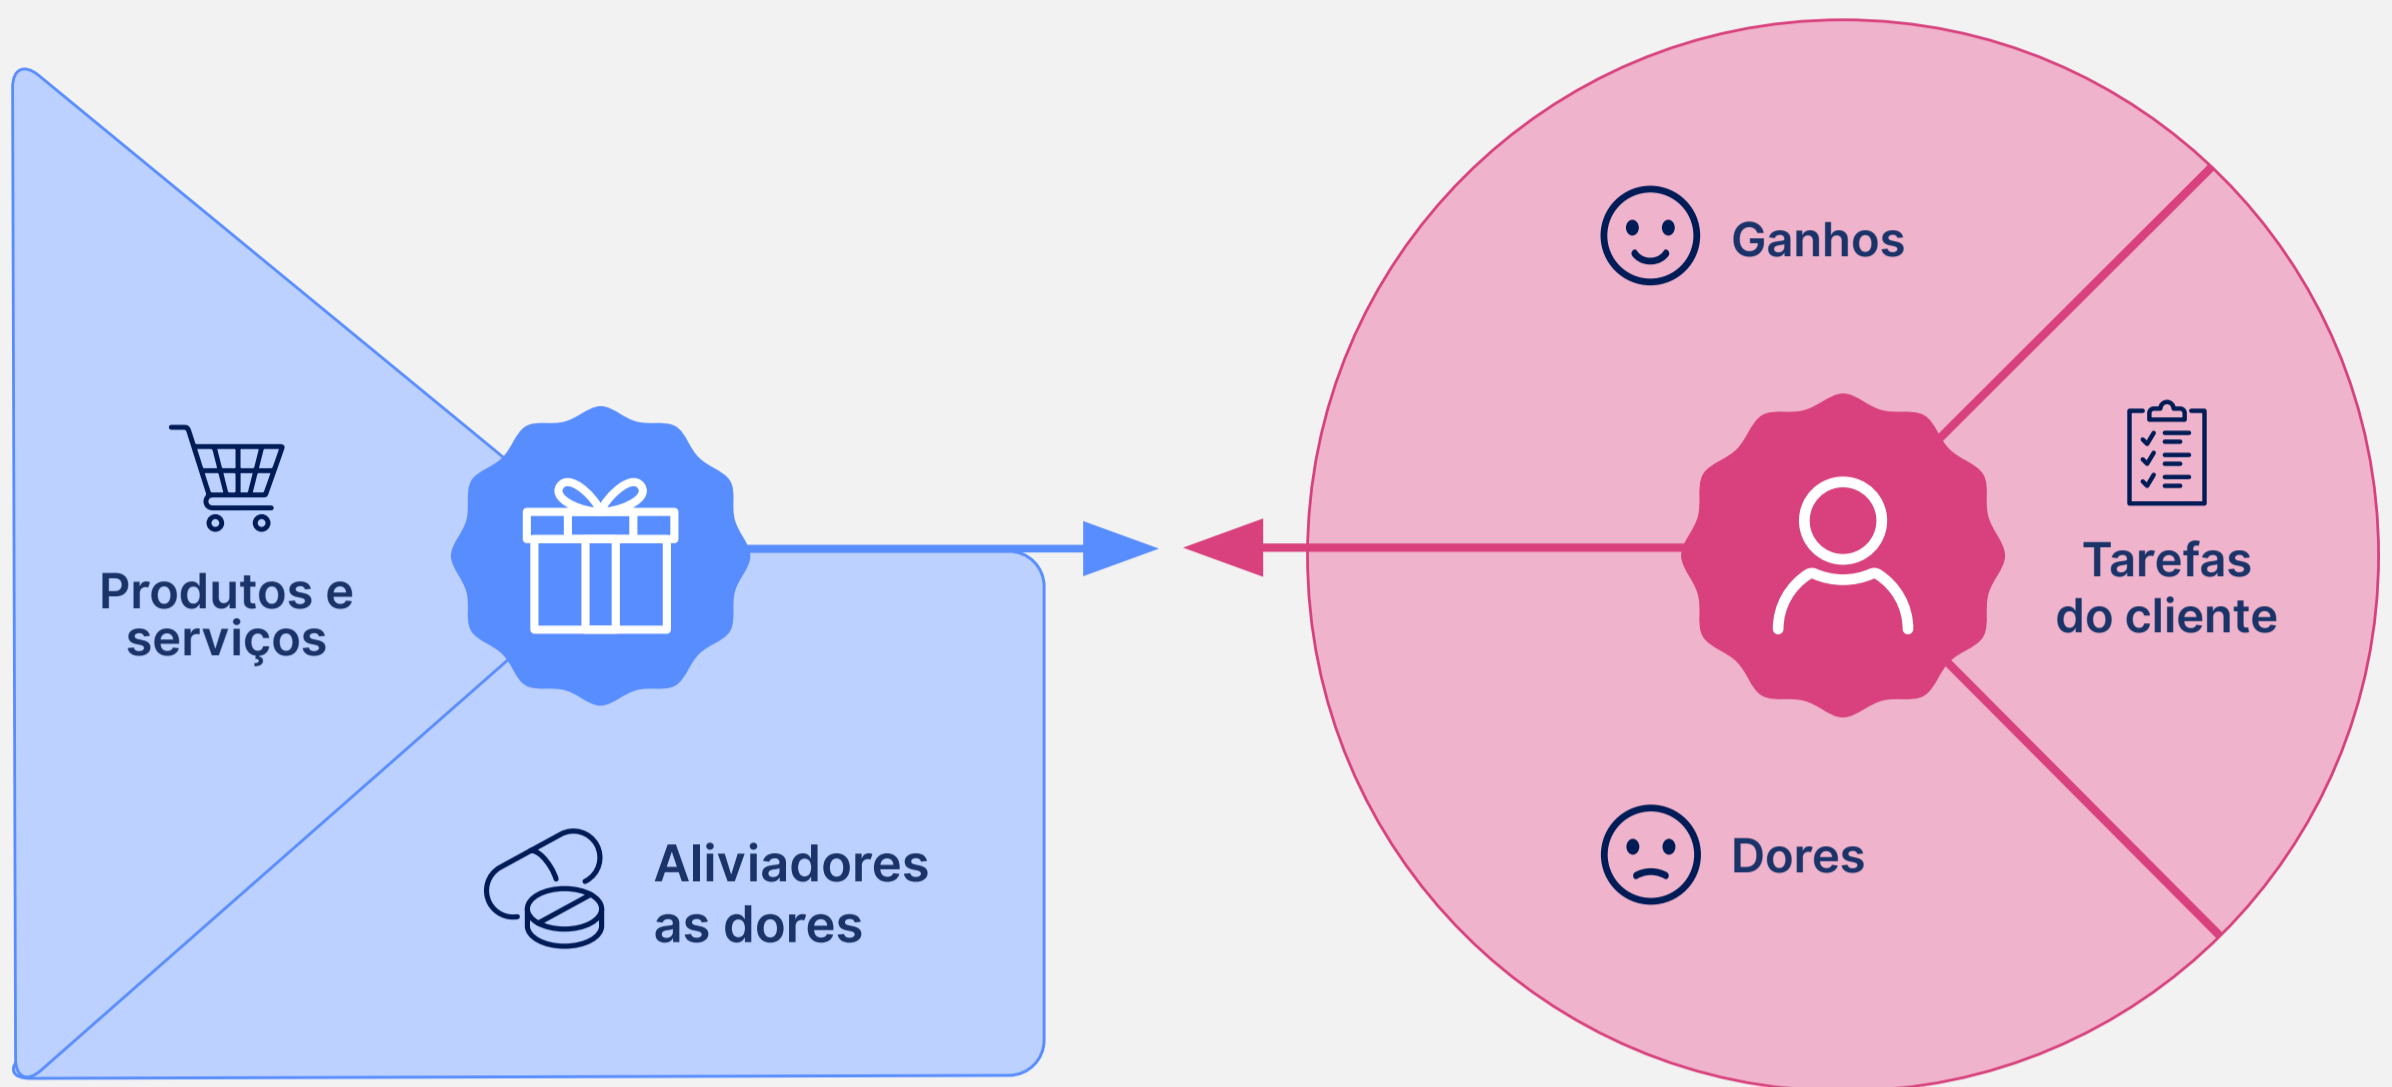 Produtos e
serviços
Aliviadores
as dores
Ganhos
Tarefas
do cliente
Dores